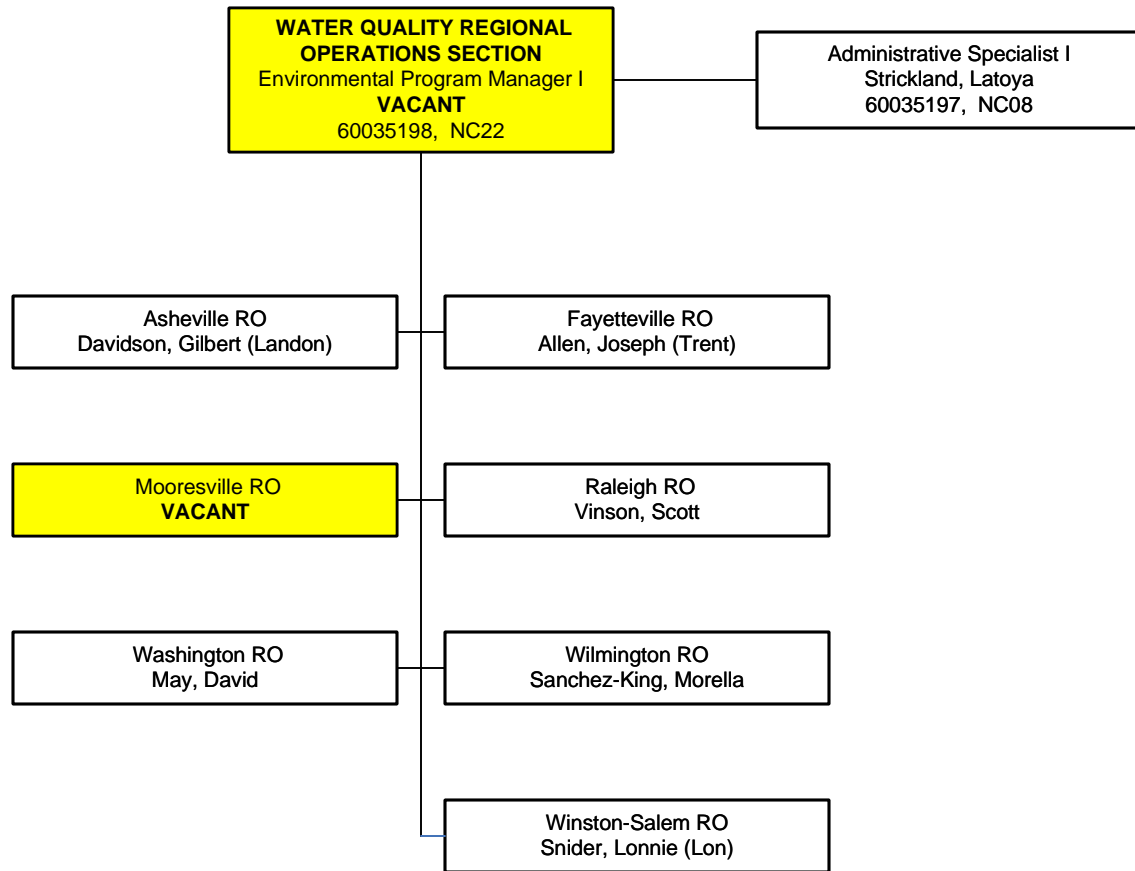 WATER QUALITY REGIONAL
OPERATIONS SECTION
Environmental Program Manager I
VACANT
60035198, NC22
Administrative Specialist I
Strickland, Latoya
60035197, NC08
Asheville RO
Davidson, Gilbert (Landon)
Fayetteville RO
Allen, Joseph (Trent)
Mooresville RO
VACANT
Raleigh RO
Vinson, Scott
Washington RO
May, David
Wilmington RO
Sanchez-King, Morella
Winston-Salem RO
Snider, Lonnie (Lon)